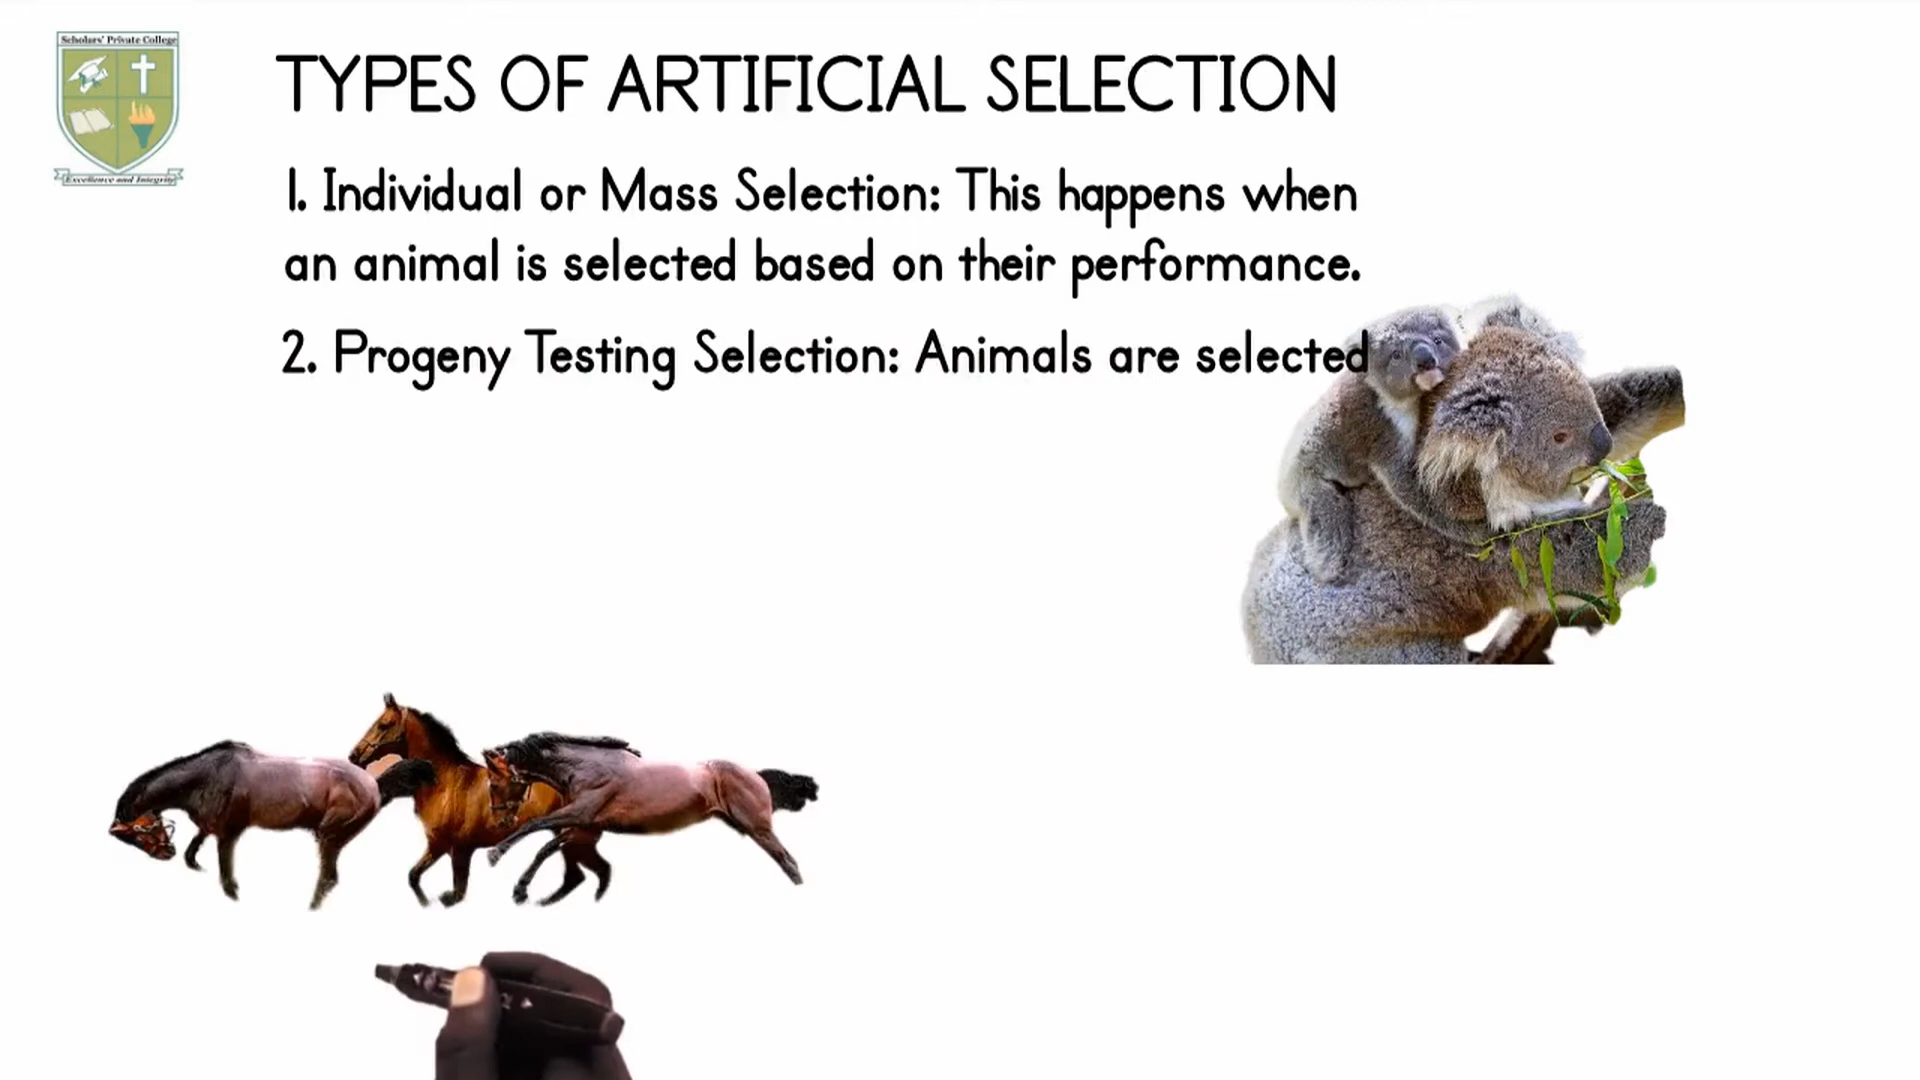 Scholars' Private College
TYPES OF ARTIFICIAL SELECTION
1. Individual or Mass Selection: This happens when
an animal is selected based on their performance.
2. Progeny Testing Selection: Animals are selected
Excellence and Integrity